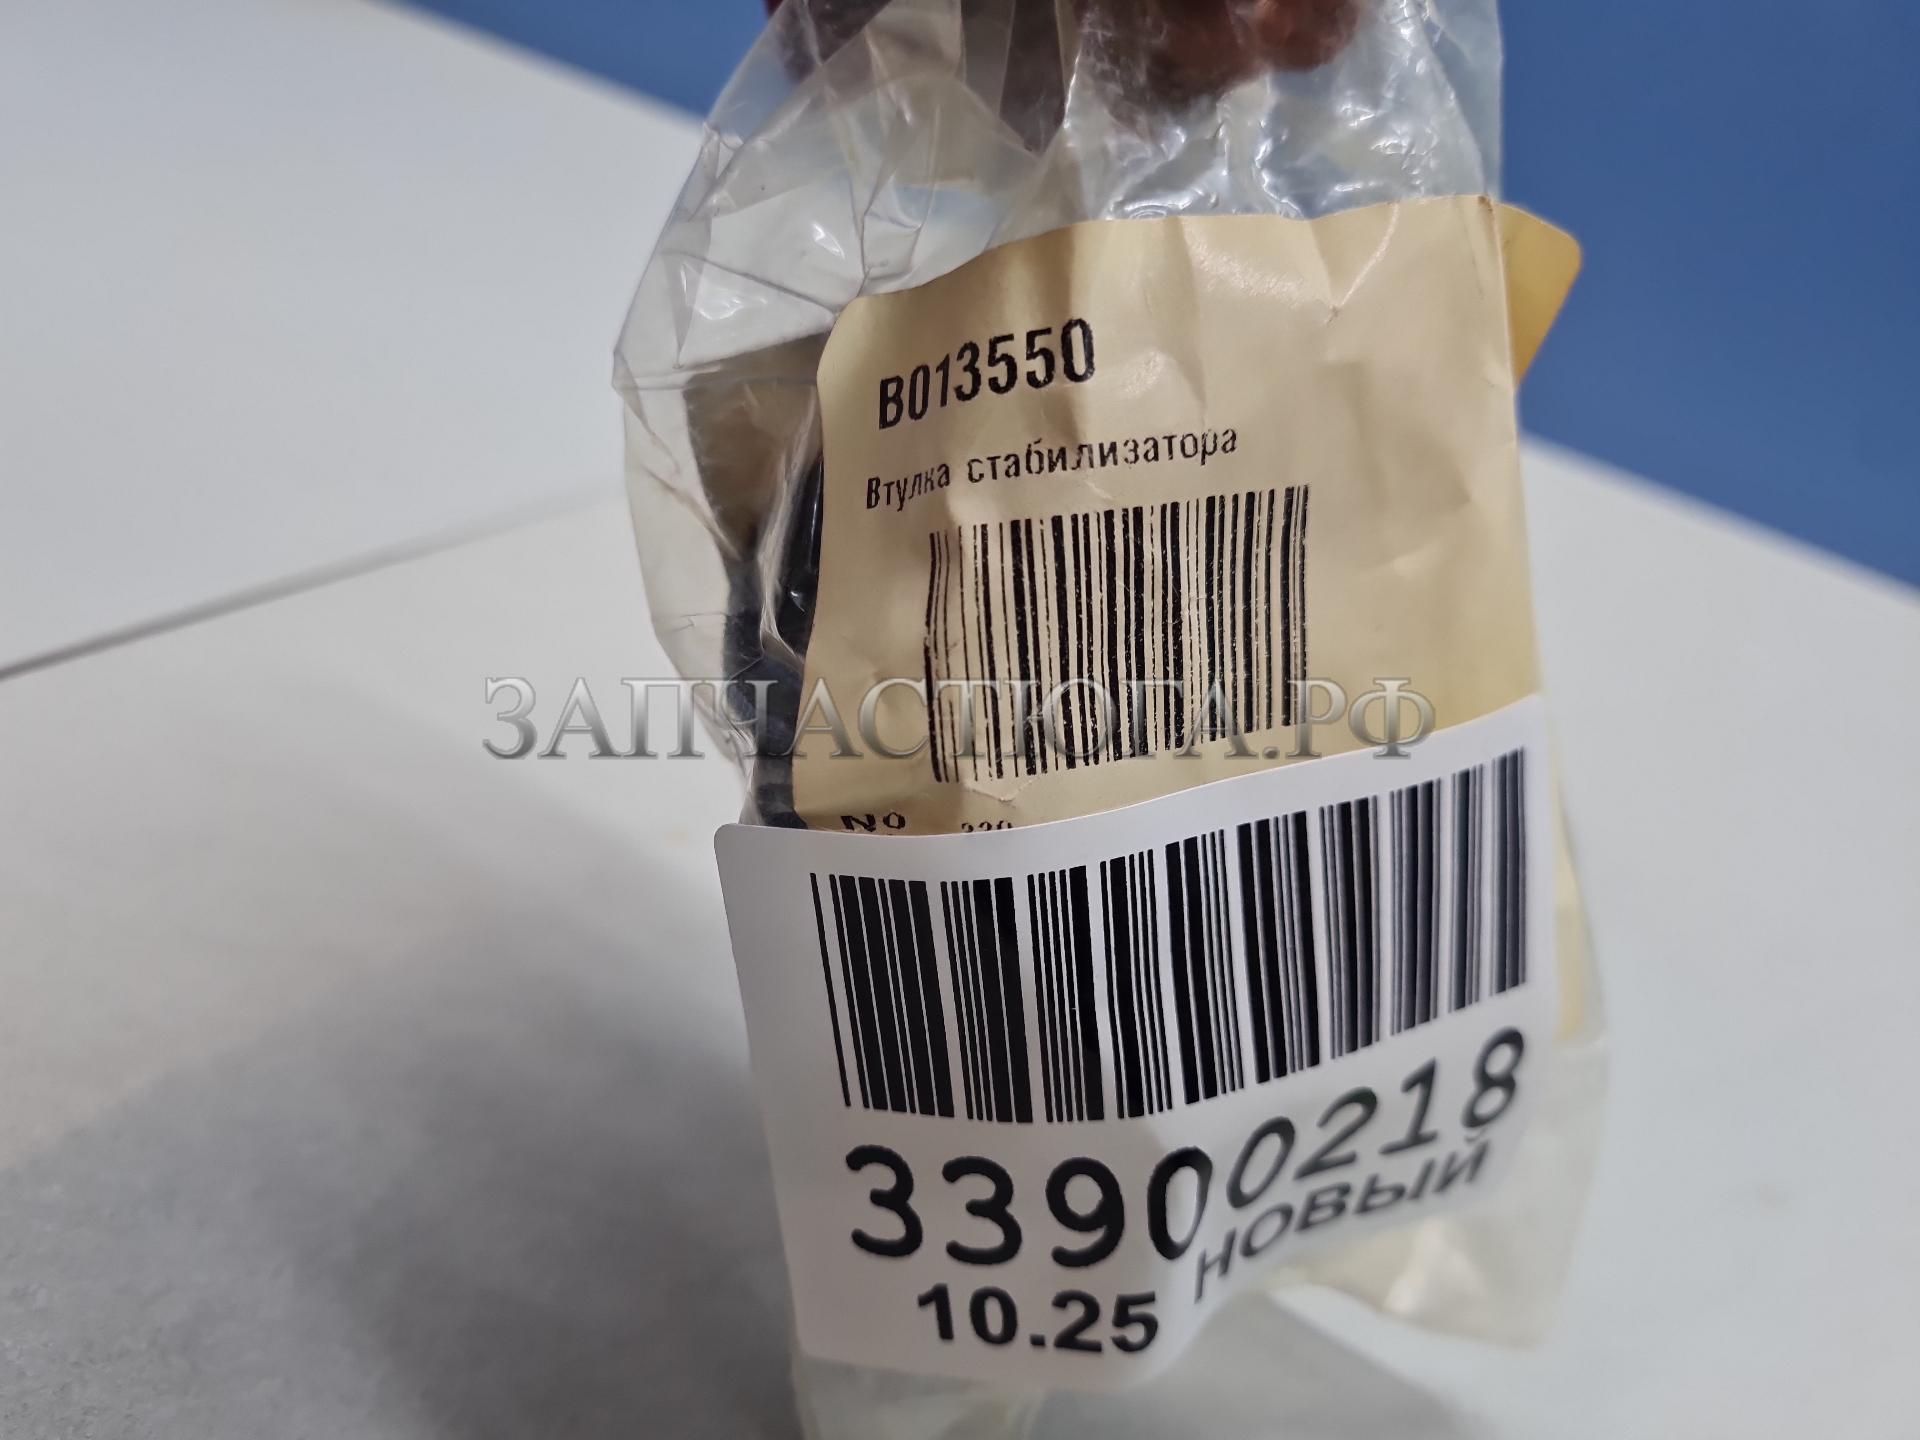 B013550
Втулка стабилизатора
ЗАПЧАСТЮГА.РФ
№
33900218
НОВЫЙ
10.25